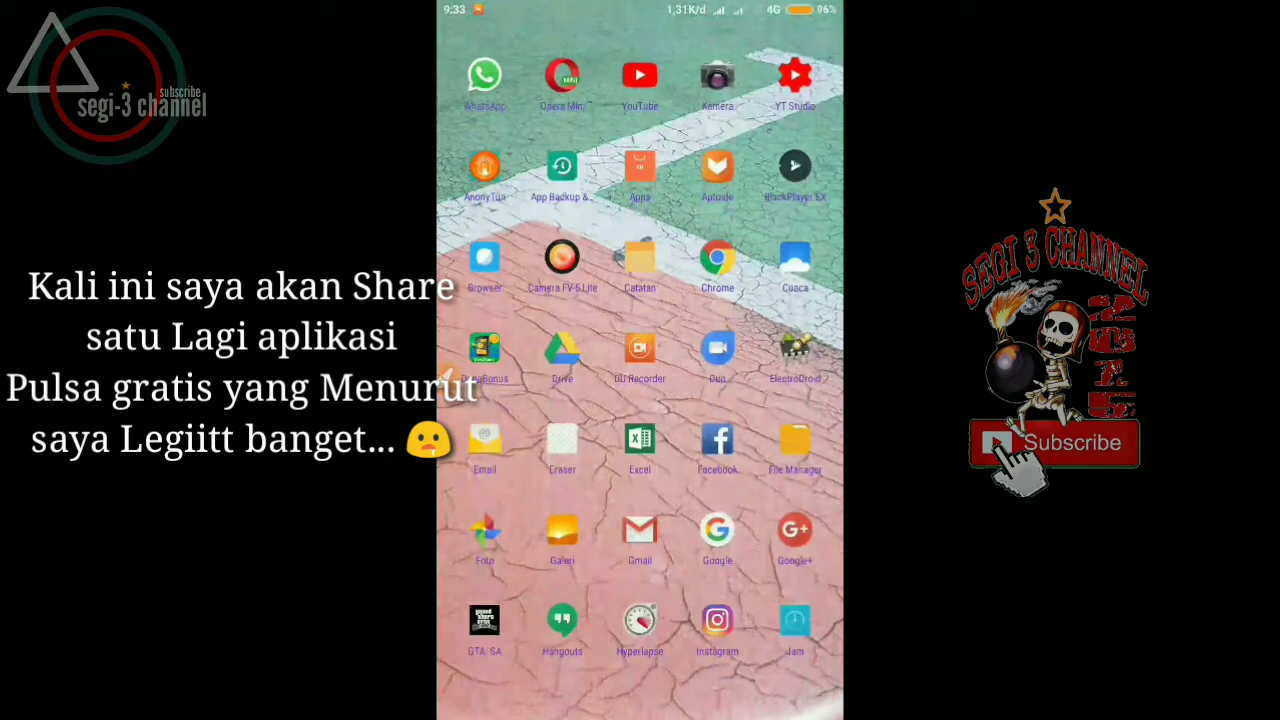 9:33
1,31K/d
4G
96%
subscribe
segi-3 channel
WhatsApp
Opera Mini
MINI
YouTube
Kamera
YT Studio
AnonyTun
App Backup &..
Apps
Aptoide
BlackPlayer EX
Browser
Camera FV-5 Lite
Catatan
Chrome
Cuaca
Drive
DU Recorder
Duo
ElectroDroid
Email
Eraser
Excel
Facebook
File Manager
Foto
Galeri
Gmail
Google
Google+
GTA: SA
Hangouts
Hyperlapse
Instagram
Jam
Kali ini saya akan Share
satu Lagi aplikasi
Pulsa gratis yang Menurut
saya Legiitt banget...
SEGI 3 CHANNEL
Subscribe